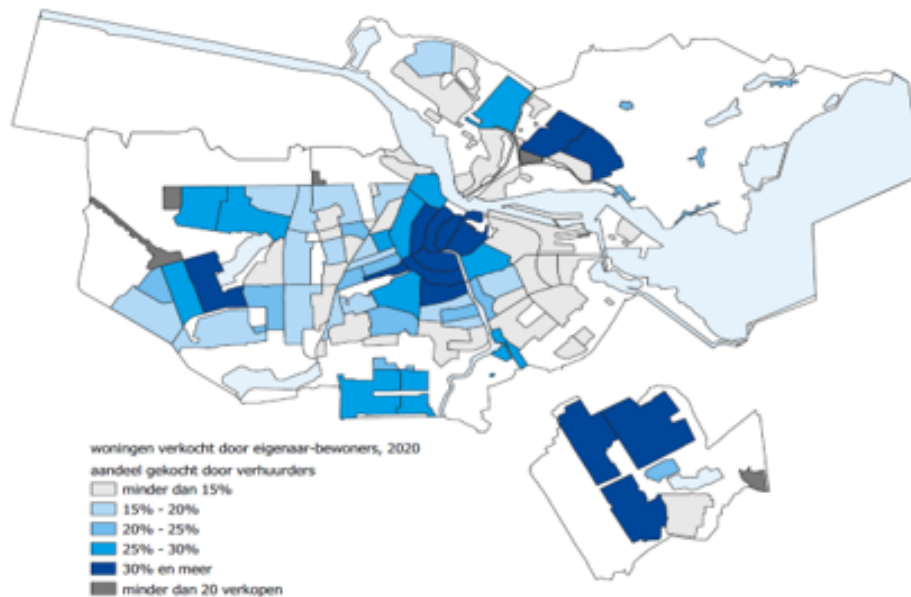 woningen verkocht door eigenaar-bewoners, 2020
aandeel gekocht door verhuurders
minder dan 15%
15% - 20%
20% - 25%
25% - 30%
30% en meer
minder dan 20 verkopen